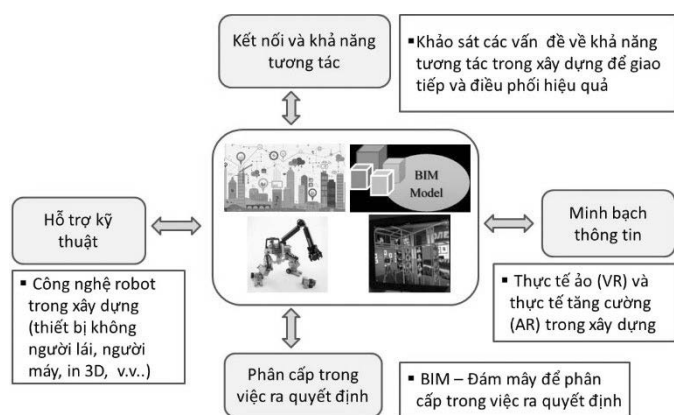 Kết nối và khả năng
tương tác
▪Khảo sát các vấn đề về khả năng
tương tác trong xây dựng để giao
tiếp và điều phối hiệu quả
BIM
Model
Hỗ trợ kỹ
thuật
▪ Công nghệ robot
trong xây dựng
(thiết bị không
người lái, người
máy, in 3D, v.v..)
Minh bạch
thông tin
▪ Thực tế ảo (VR) và
thực tế tăng cường
(AR) trong xây dựng
Phân cấp trong
việc ra quyết định
▪ BIM – Đám mây để phân
cấp trong việc ra quyết định